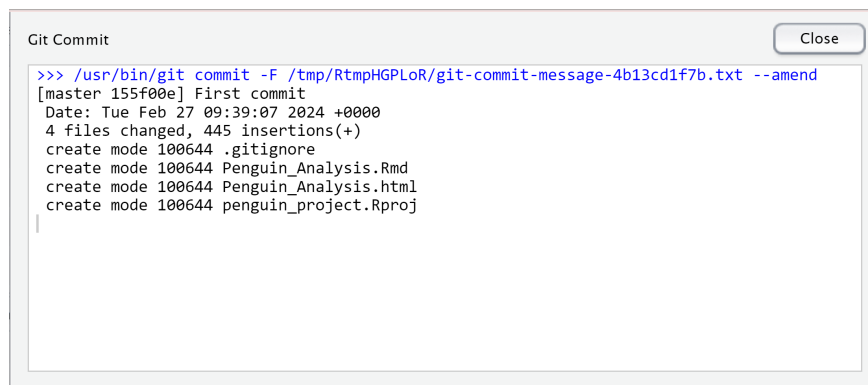 Git Commit
Close
>>> /usr/bin/git commit -F /tmp/RtmpHGPLoR/git-commit-message-4b13cd1f7b.txt --amend
[master 155f00e] First commit
Date: Tue Feb 27 09:39:07 2024 +0000
4 files changed, 445 insertions(+)
create mode 100644 .gitignore
create mode 100644 Penguin_Analysis.Rmd
create mode 100644 Penguin_Analysis.html
create mode 100644 penguin_project.Rproj